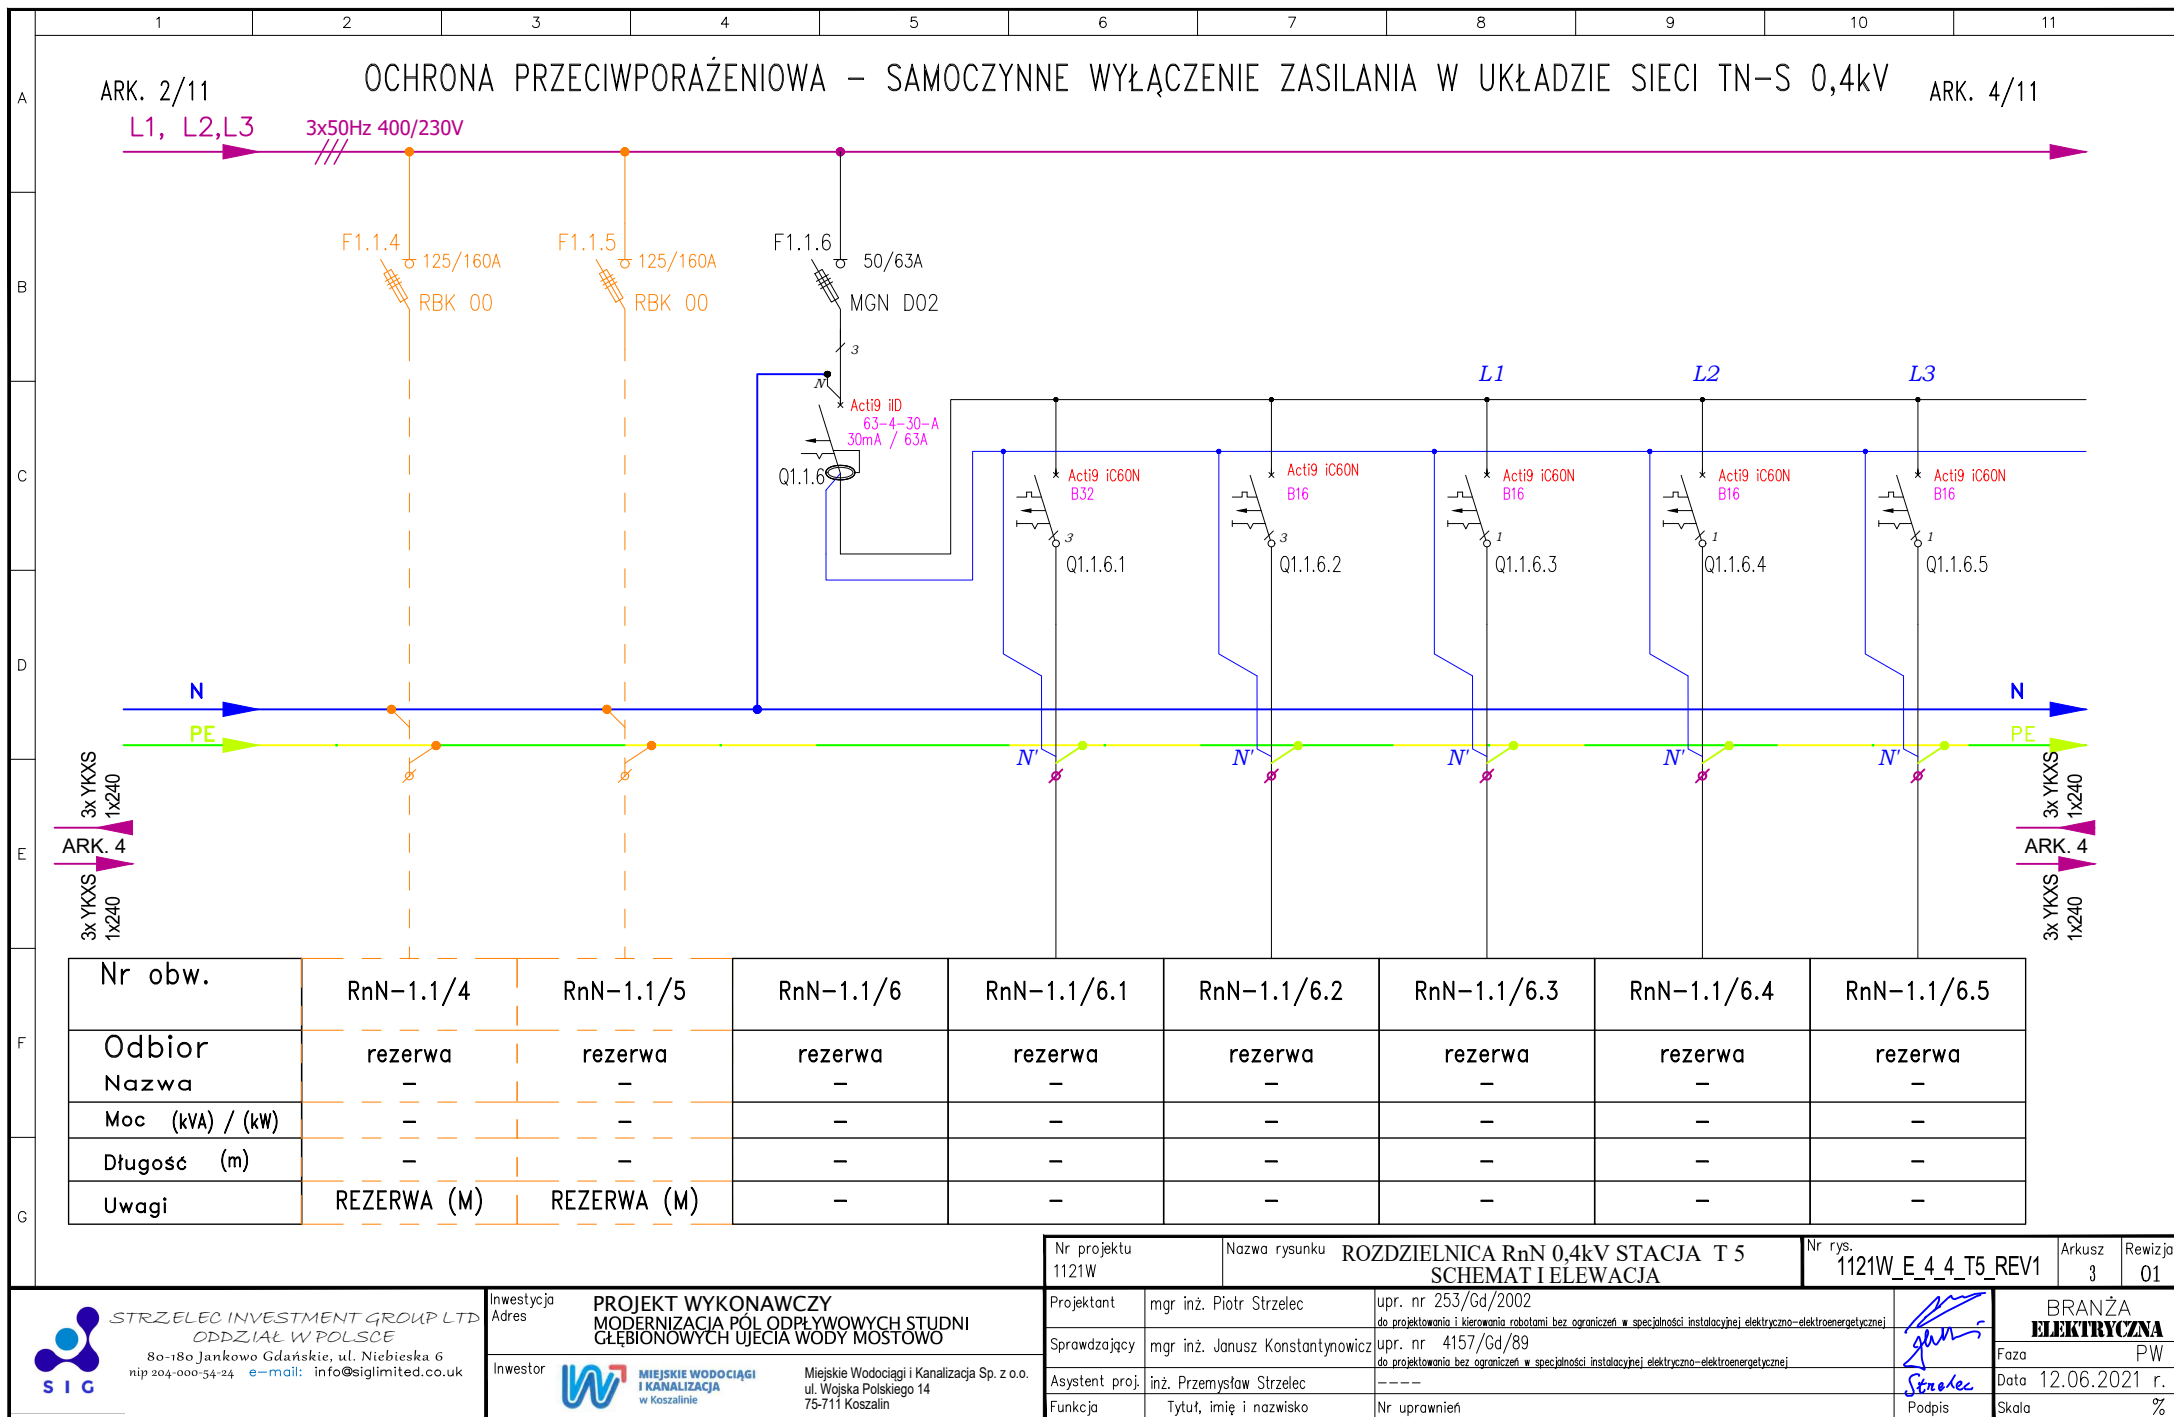 1 2 3 4 5 6 7 8 9 10 11
A
B
C
D
E
F
G
OCHRONA PRZECIWPORAŻENIOWA – SAMOCZYNNE WYŁĄCZENIE ZASILANIA W UKŁADZIE SIECI TN-S 0,4kV
ARK. 2/11
ARK. 4/11
L1, L2,L3
3x50Hz 400/230V
F1.1.4
125/160A
RBK 00
F1.1.5
125/160A
RBK 00
F1.1.6
50/63A
MGN D02
3
N
Acti9 iID
63-4-30-A
30mA / 63A
Q1.1.6
L1
L2
L3
Acti9 iC60N
B32
3
Q1.1.6.1
Acti9 iC60N
B16
3
Q1.1.6.2
Acti9 iC60N
B16
1
Q1.1.6.3
Acti9 iC60N
B16
1
Q1.1.6.4
Acti9 iC60N
B16
1
Q1.1.6.5
N
N
PE
PE
N'
N'
N'
N'
N'
3x YKXS
1x240
ARK. 4
3x YKXS
1x240
3x YKXS
1x240
ARK. 4
3x YKXS
1x240
Nr obw. RnN-1.1/4 RnN-1.1/5 RnN-1.1/6 RnN-1.1/6.1 RnN-1.1/6.2 RnN-1.1/6.3 RnN-1.1/6.4 RnN-1.1/6.5
Odbior rezerwa rezerwa rezerwa rezerwa rezerwa rezerwa rezerwa rezerwa
Nazwa – – – – – – – –
Moc (kVA) / (kW) – – – – – – – –
Długość (m) – – – – – – – –
Uwagi REZERWA (M) REZERWA (M) – – – – – –
Nr projektu
1121W
Nazwa rysunku
ROZDZIELNICA RnN 0,4kV STACJA T 5
SCHEMAT I ELEWACJA
Nr rys.
1121W_E_4_4_T5_REV1
Arkusz
3
Rewizja
01
SIG
STRZELEC INVESTMENT GROUP LTD
ODDZIAŁ W POLSCE
80-180 Jankowo Gdańskie, ul. Niebieska 6
nip 204-000-54-24 e-mail: info@siglimited.co.uk
Inwestycja
Adres
PROJEKT WYKONAWCZY
MODERNIZACJA PÓL ODPŁYWOWYCH STUDNI
GŁĘBIONOWYCH UJECIA WODY MOSTOWO
Inwestor
MIEJSKIE WODOCIĄGI
I KANALIZACJA
w Koszalinie
Miejskie Wodociągi i Kanalizacja Sp. z o.o.
ul. Wojska Polskiego 14
75-711 Koszalin
Projektant mgr inż. Piotr Strzelec upr. nr 253/Gd/2002
do projektowania i kierowania robotami bez ograniczeń w specjalności instalacyjnej elektryczno-elektroenergetycznej
Sprawdzający mgr inż. Janusz Konstantynowicz upr. nr 4157/Gd/89
do projektowania bez ograniczeń w specjalności instalacyjnej elektryczno-elektroenergetycznej
Asystent proj. inż. Przemysław Strzelec ----
Strzelec
Funkcja Tytuł, imię i nazwisko Nr uprawnień Podpis
BRANŻA
ELEKTRYCZNA
Faza PW
Data 12.06.2021 r.
Skala %